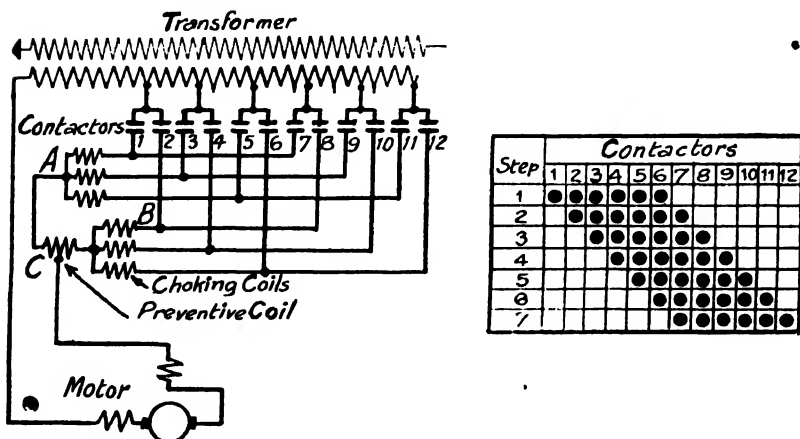 Transformer
Contactors 1 2 3 4 5 6 7 8 9 10 11 12
A
B
C
Choking Coils
Preventive Coil
Motor
Contactors
Step 1 2 3 4 5 6 7 8 9 10 11 12
1
2
3
4
5
6
7